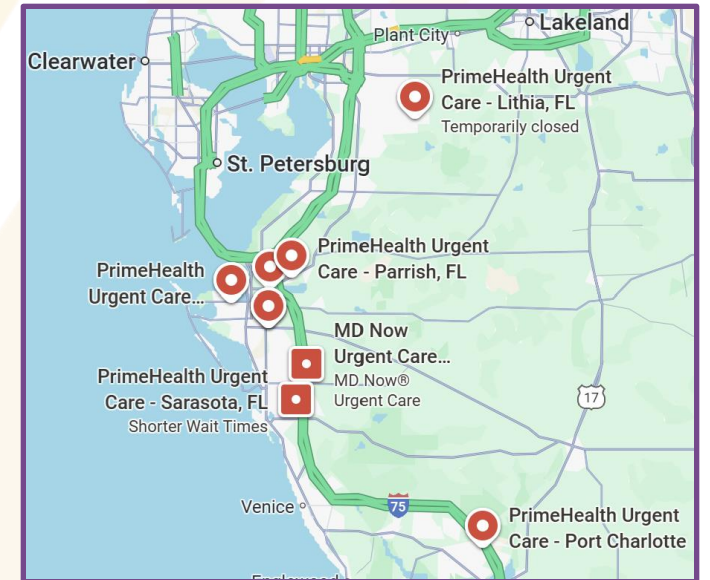 Lakeland
Plant City
Clearwater
PrimeHealth Urgent
Care - Lithia, FL
Temporarily closed
St. Petersburg
PrimeHealth Urgent
Care - Parrish, FL
PrimeHealth
Urgent Care...
MD Now
Urgent Care...
MD Now®
Urgent Care
PrimeHealth Urgent
Care - Sarasota, FL
Shorter Wait Times
17
Venice
75
PrimeHealth Urgent
Care - Port Charlotte